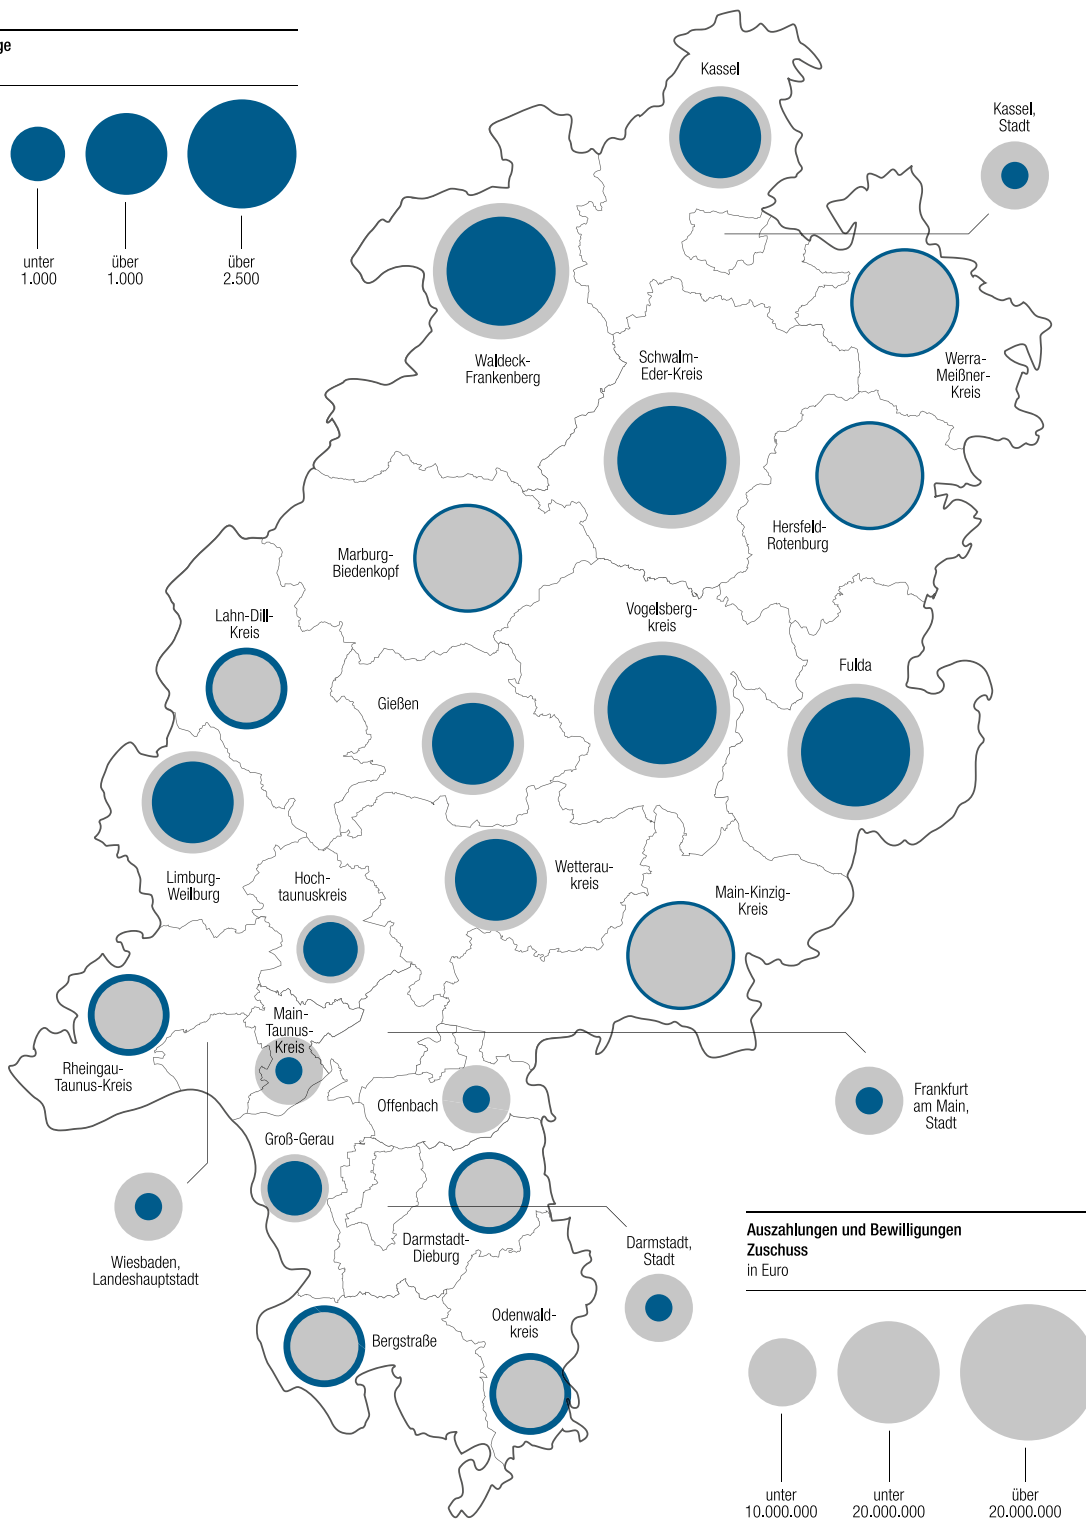 ge
unter
1.000
über
1.000
über
2.500
Kassel
Kassel,
Stadt
Waldeck-
Frankenberg
Schwalm-
Eder-Kreis
Werra-
Meißner-
Kreis
Hersfeld-
Rotenburg
Marburg-
Biedenkopf
Lahn-Dill-
Kreis
Vogelsberg-
kreis
Fulda
Gießen
Limburg-
Weilburg
Hoch-
taunuskreis
Wetterau-
kreis
Main-Kinzig-
Kreis
Main-
Taunus-
Kreis
Rheingau-
Taunus-Kreis
Offenbach
Frankfurt
am Main,
Stadt
Groß-Gerau
Wiesbaden,
Landeshauptstadt
Darmstadt-
Dieburg
Darmstadt,
Stadt
Bergstraße
Odenwald-
kreis
Auszahlungen und Bewilligungen
Zuschuss
in Euro
unter
10.000.000
unter
20.000.000
über
20.000.000